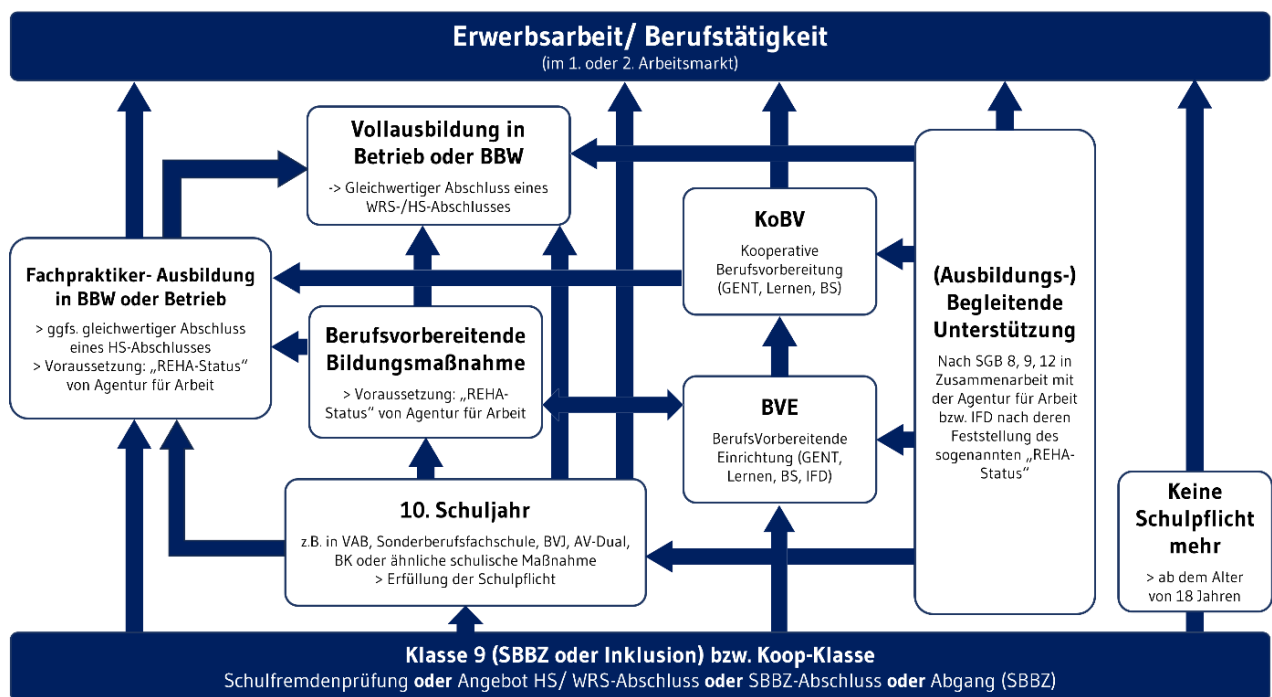 Erwerbsarbeit/ Berufstätigkeit
(im 1. oder 2. Arbeitsmarkt)
Vollausbildung in
Betrieb oder BBW
-> Gleichwertiger Abschluss eines
WRS-/HS-Abschlusses
Fachpraktiker- Ausbildung
in BBW oder Betrieb
> ggfs. gleichwertiger Abschluss
eines HS-Abschlusses
> Voraussetzung: „REHA-Status“
von Agentur für Arbeit
Berufsvorbereitende
Bildungsmaßnahme
> Voraussetzung: „REHA-
Status“ von Agentur für Arbeit
KoBV
Kooperative
Berufsvorbereitung
(GENT, Lernen, BS)
BVE
BerufsVorbereitende
Einrichtung (GENT,
Lernen, BS, IFD)
(Ausbildungs-)
Begleitende
Unterstützung
Nach SGB 8, 9, 12 in
Zusammenarbeit mit
der Agentur für Arbeit
bzw. IFD nach deren
Feststellung des
sogenannten „REHA-
Status“
10. Schuljahr
z.B. in VAB, Sonderberufsfachschule, BVJ, AV-Dual,
BK oder ähnliche schulische Maßnahme
> Erfüllung der Schulpflicht
Keine
Schulpflicht
mehr
> ab dem Alter
von 18 Jahren
Klasse 9 (SBBZ oder Inklusion) bzw. Koop-Klasse
Schulfremdenprüfung oder Angebot HS/ WRS-Abschluss oder SBBZ-Abschluss oder Abgang (SBBZ)